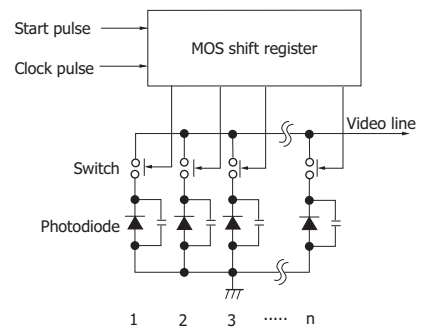 Start pulse
MOS shift register
Clock pulse
Video line
Switch
Photodiode
1 2 3 ..... n